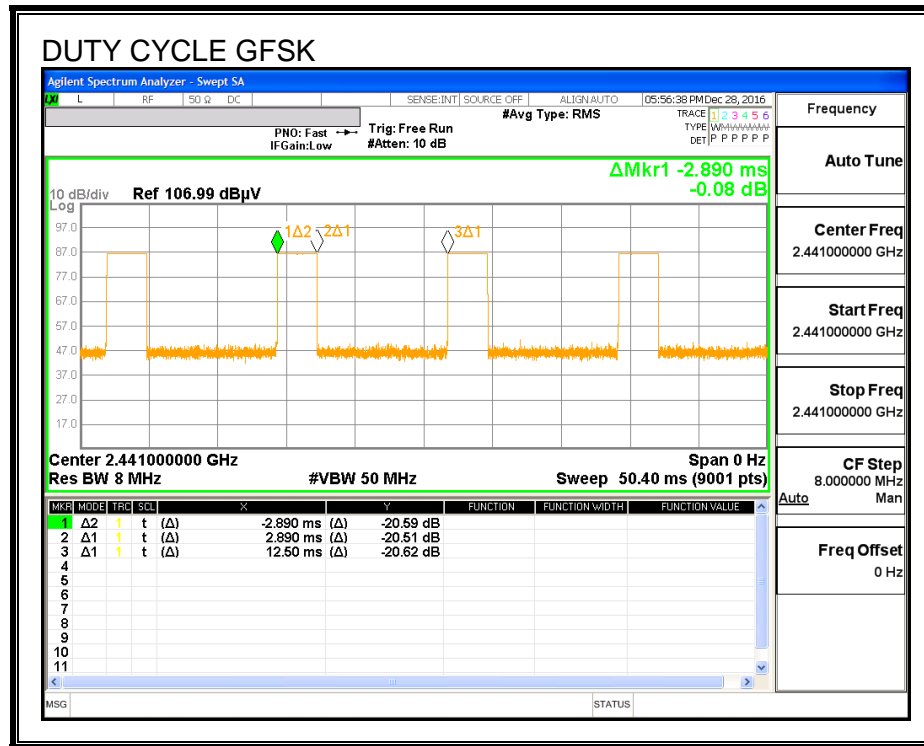 DUTY CYCLE GFSK
Agilent Spectrum Analyzer - Swept SA
LXI L RF 50 Ω DC SENSE:INT SOURCE OFF ALIGN AUTO 05:56:38 PM Dec 28, 2016
Frequency
#Avg Type: RMS
TRACE 1 2 3 4 5 6
PNO: Fast
Trig: Free Run
TYPE WWWWWW
IFGain:Low
#Atten: 10 dB
DET P P P P P P
Auto Tune
ΔMkr1 -2.890 ms
-0.08 dB
10 dB/div Ref 106.99 dBµV
Log
97.0
87.0
77.0
67.0
57.0
47.0
37.0
27.0
17.0
1Δ2 2Δ1 3Δ1
Center Freq
2.441000000 GHz
Start Freq
2.441000000 GHz
Stop Freq
2.441000000 GHz
Center 2.441000000 GHz Span 0 Hz
Res BW 8 MHz #VBW 50 MHz Sweep 50.40 ms (9001 pts)
CF Step
8.000000 MHz
Auto Man
MKR MODE TRC SCL X Y FUNCTION FUNCTION WIDTH FUNCTION VALUE
1 Δ2 1 t (Δ) -2.890 ms (Δ) -20.59 dB
2 Δ1 1 t (Δ) 2.890 ms (Δ) -20.51 dB
3 Δ1 1 t (Δ) 12.50 ms (Δ) -20.62 dB
4
5
6
7
8
9
10
11
Freq Offset
0 Hz
MSG STATUS